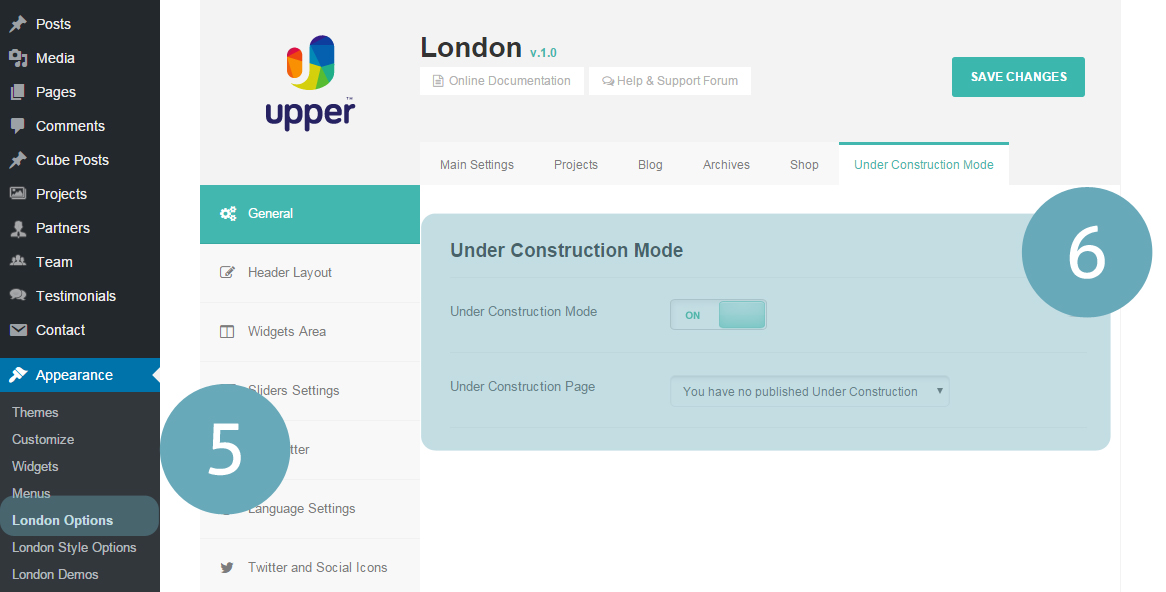 Posts
Media
Pages
Comments
Cube Posts
Projects
Partners
Team
Testimonials
Contact
Appearance
Themes
Customize
Widgets
Menus
London Options
London Style Options
London Demos
5
upper™
London v.1.0
Online Documentation
Help & Support Forum
SAVE CHANGES
Main Settings
Projects
Blog
Archives
Shop
Under Construction Mode
General
Header Layout
Widgets Area
Sliders Settings
Language Settings
Twitter and Social Icons
6
Under Construction Mode
Under Construction Mode
ON
Under Construction Page
You have no published Under Construction